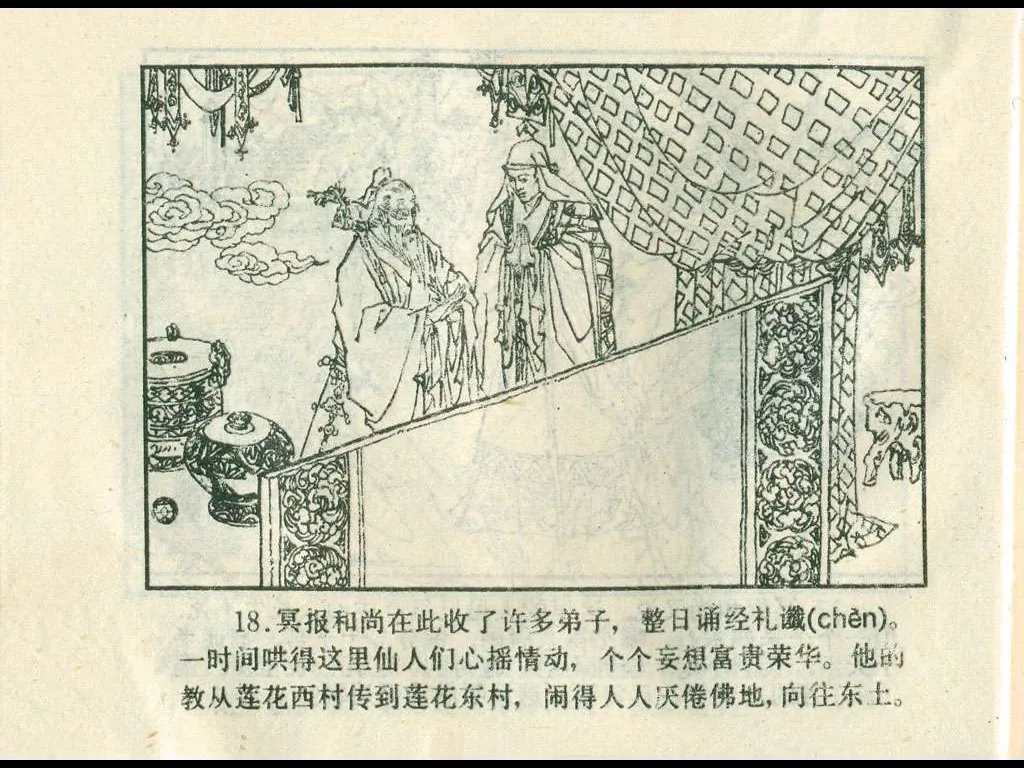 18.冥报和尚在此收了许多弟子，整日诵经礼谶(chèn)。
一时间哄得这里仙人们心摇情动，个个妄想富贵荣华。他的
教从莲花西村传到莲花东村，闹得人人厌倦佛地，向往东土。